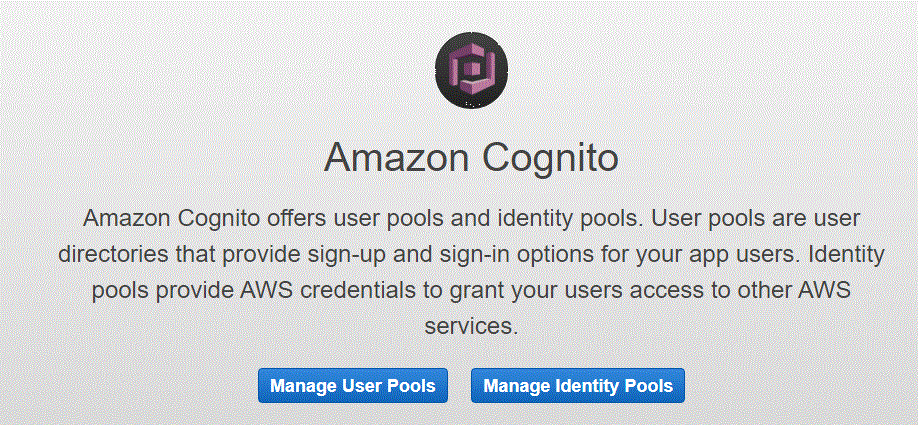 Amazon Cognito
Amazon Cognito offers user pools and identity pools. User pools are user
directories that provide sign-up and sign-in options for your app users. Identity
pools provide AWS credentials to grant your users access to other AWS
services.
Manage User Pools
Manage Identity Pools